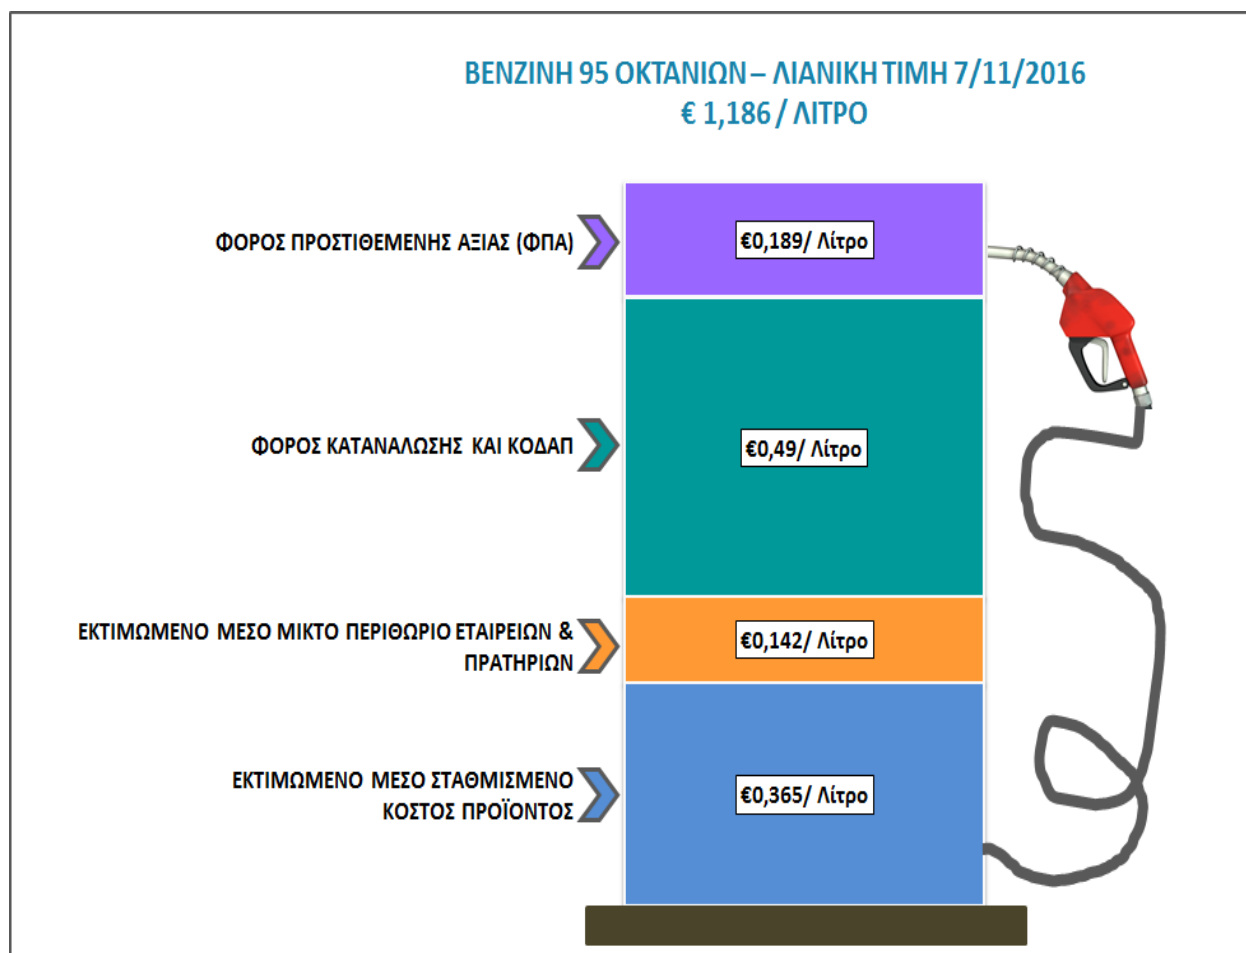 ΒΕΝΖΙΝΗ 95 ΟΚΤΑΝΙΩΝ – ΛΙΑΝΙΚΗ ΤΙΜΗ 7/11/2016
€ 1,186 / ΛΙΤΡΟ
ΦΟΡΟΣ ΠΡΟΣΤΙΘΕΜΕΝΗΣ ΑΞΙΑΣ (ΦΠΑ)
€0,189/ Λίτρο
ΦΟΡΟΣ ΚΑΤΑΝΑΛΩΣΗΣ ΚΑΙ ΚΟΔΑΠ
€0,49/ Λίτρο
ΕΚΤΙΜΩΜΕΝΟ ΜΕΣΟ ΜΙΚΤΟ ΠΕΡΙΘΩΡΙΟ ΕΤΑΙΡΕΙΩΝ &
ΠΡΑΤΗΡΙΩΝ
€0,142/ Λίτρο
ΕΚΤΙΜΩΜΕΝΟ ΜΕΣΟ ΣΤΑΘΜΙΣΜΕΝΟ
ΚΟΣΤΟΣ ΠΡΟΪΟΝΤΟΣ
€0,365/ Λίτρο